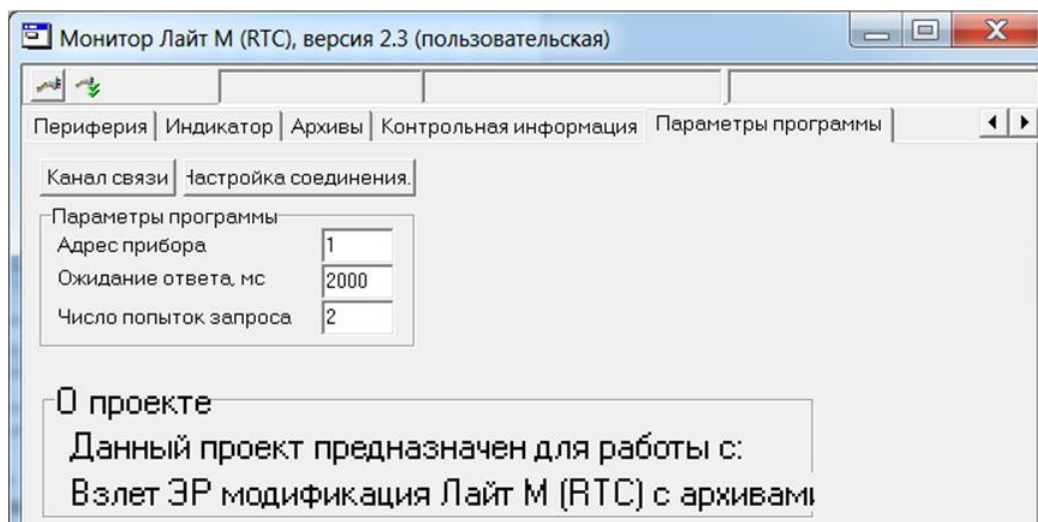 Монитор Лайт М (RTC), версия 2.3 (пользовательская)
Периферия Индикатор Архивы Контрольная информация Параметры программы
Канал связи Настройка соединения.
Параметры программы
Адрес прибора 1
Ожидание ответа, мс 2000
Число попыток запроса 2
О проекте
Данный проект предназначен для работы с:
Взлет ЭР модификация Лайт М (RTC) с архивами